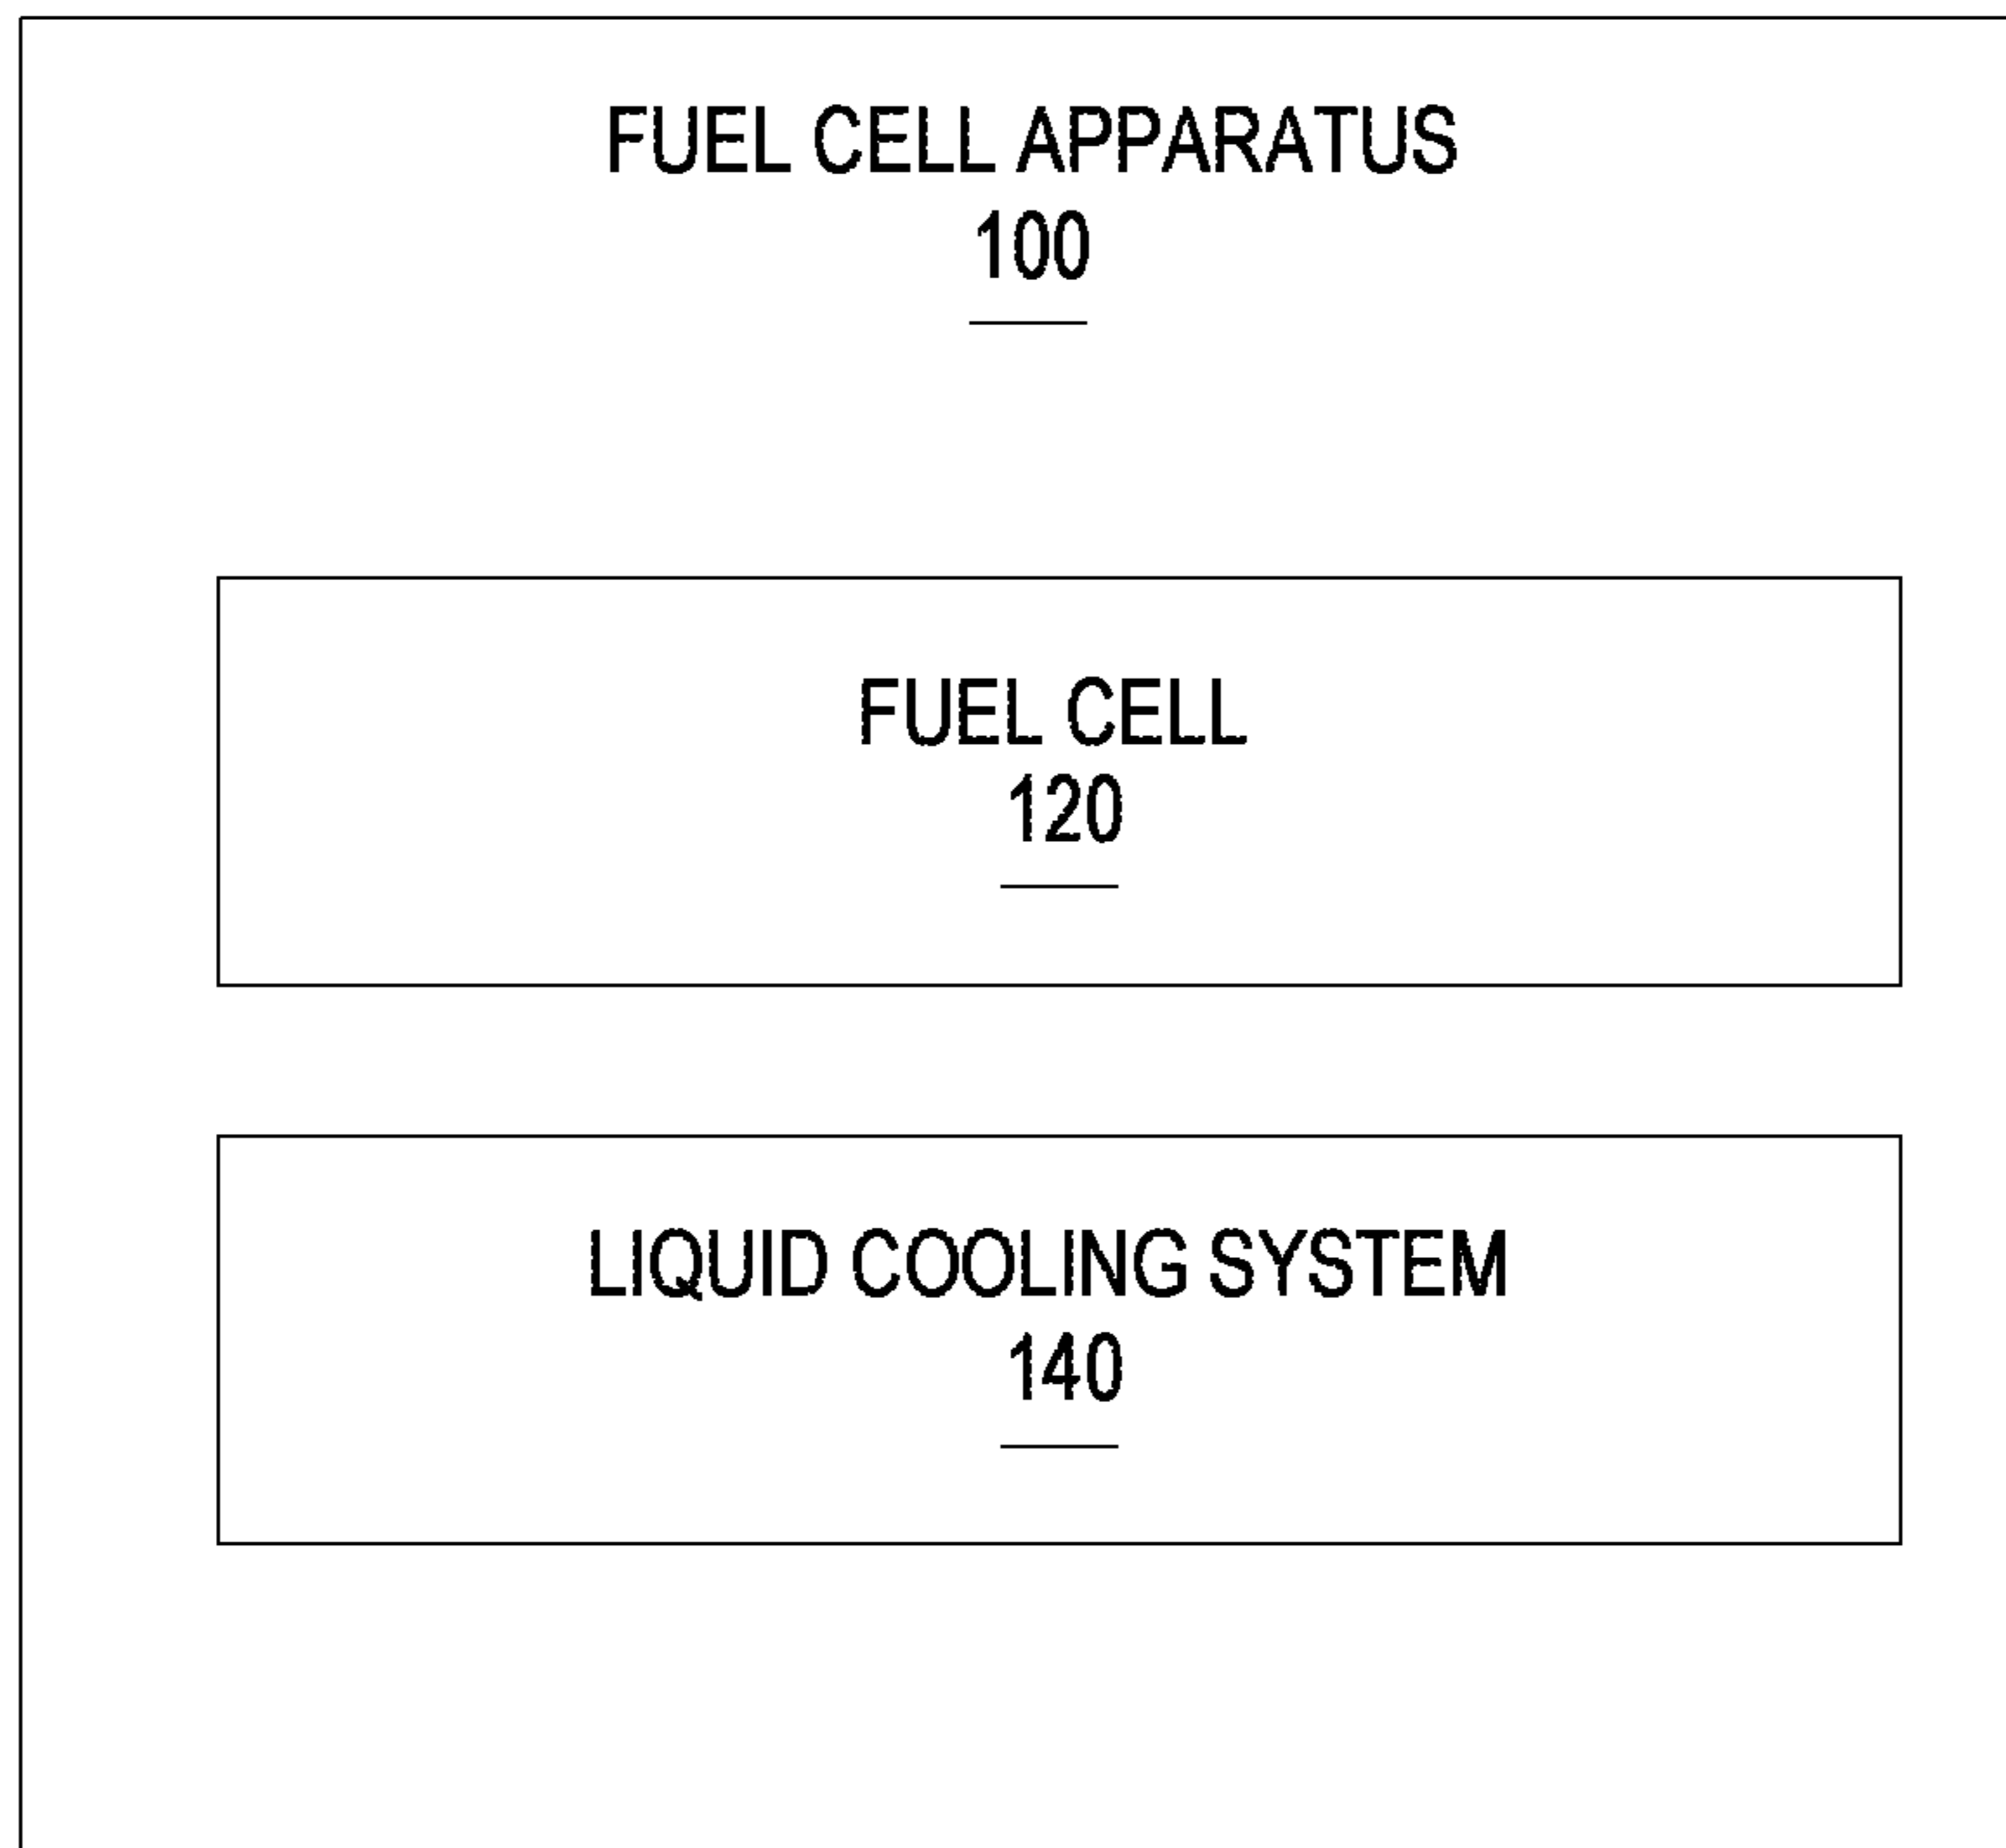 FUEL CELL APPARATUS
100
FUEL CELL
120
LIQUID COOLING SYSTEM
140